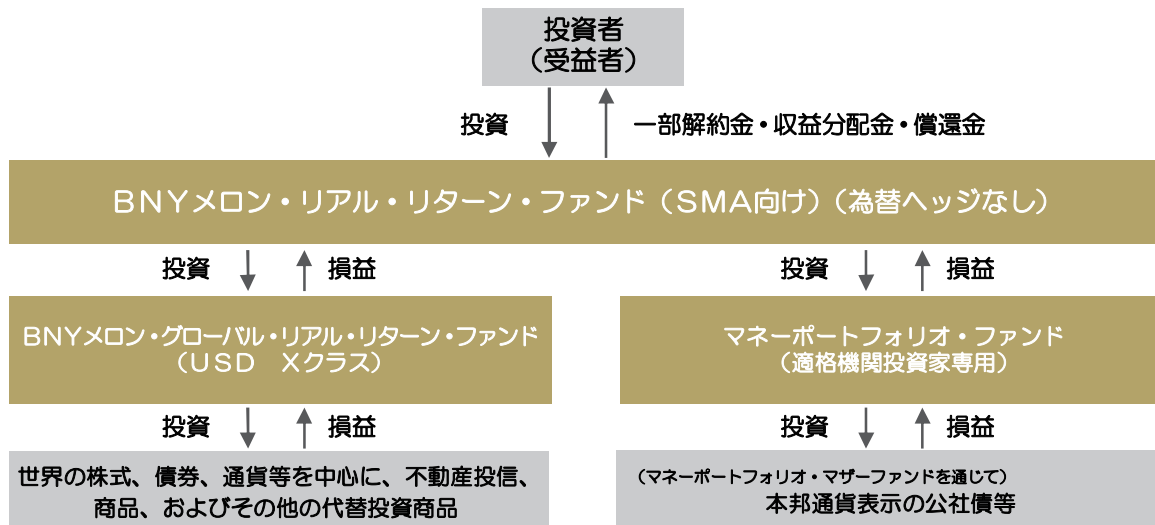 投資者
（受益者）
投資
一部解約金・収益分配金・償還金
ＢＮＹメロン・リアル・リターン・ファンド（ＳＭＡ向け）（為替ヘッジなし）
投資
損益
投資
損益
ＢＮＹメロン・グローバル・リアル・リターン・ファンド
（ＵＳＤ　Ｘクラス）
マネーポートフォリオ・ファンド
（適格機関投資家専用）
投資
損益
投資
損益
世界の株式、債券、通貨等を中心に、不動産投信、
商品、およびその他の代替投資商品
（マネーポートフォリオ・マザーファンドを通じて）
本邦通貨表示の公社債等